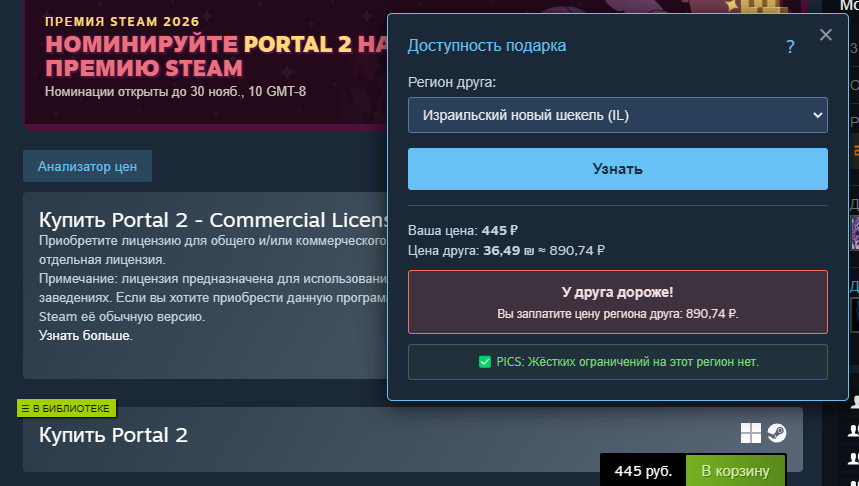 ПРЕМИЯ STEAM 2026
НОМИНИРУЙТЕ PORTAL 2 НА
ПРЕМИЮ STEAM
Номинации открыты до 30 нояб., 10 GMT-8
Анализатор цен
Купить Portal 2 - Commercial Licens
Приобретите лицензию для общего и/или коммерческого
отдельная лицензия.
Примечание: лицензия предназначена для использовани
заведениях. Если вы хотите приобрести данную програм
Steam её обычную версию.
Узнать больше.
Доступность подарка
?
Регион друга:
Израильский новый шекель (IL)
Узнать
Ваша цена: 445 ₽
Цена друга: 36,49 ₪ ≈ 890,74 ₽
У друга дороже!
Вы заплатите цену региона друга: 890,74 ₽.
PICS: Жёстких ограничений на этот регион нет.
В БИБЛИОТЕКЕ
Купить Portal 2
445 руб.
В корзину